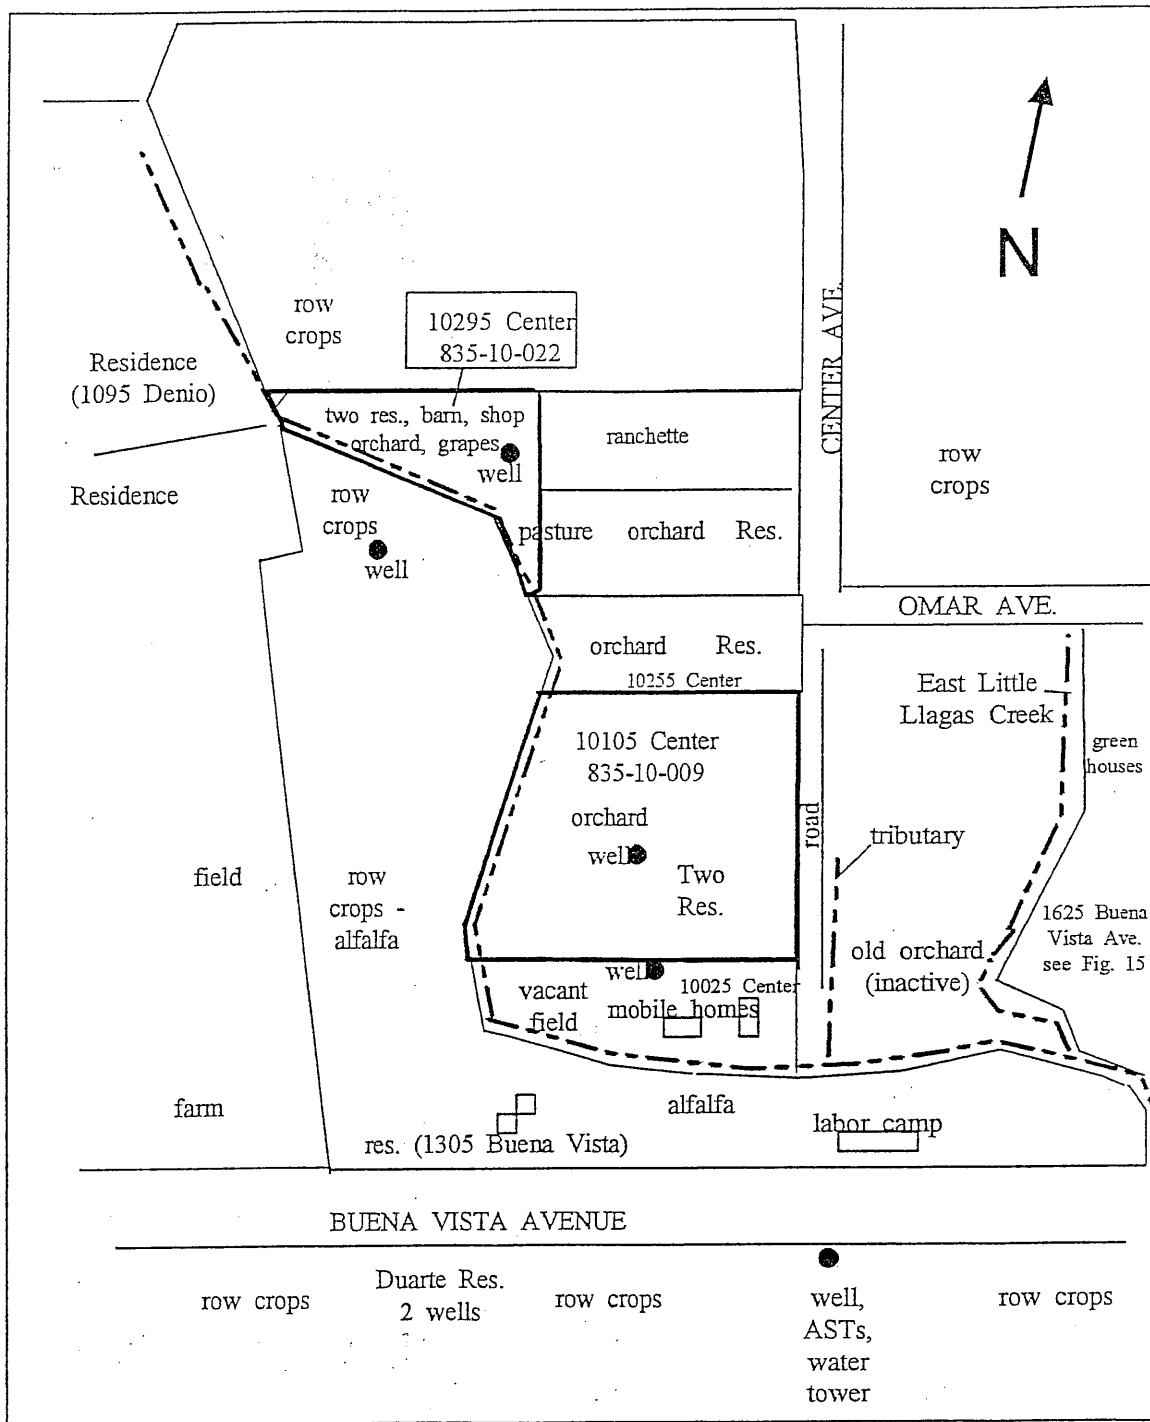 N
CENTER AVE.
row
crops
10295 Center
835-10-022
Residence
(1095 Denio)
two res., barn, shop
orchard, grapes
well
ranchette
row
crops
Residence
row
crops
well
pasture orchard Res.
OMAR AVE.
orchard Res.
10255 Center
East Little
Llagas Creek
green
houses
10105 Center
835-10-009
orchard
well
Two
Res.
road
tributary
field
row
crops -
alfalfa
1625 Buena
Vista Ave.
see Fig. 15
old orchard
(inactive)
well
10025 Center
vacant
field
mobile homes
farm
alfalfa
labor camp
res. (1305 Buena Vista)
BUENA VISTA AVENUE
row crops
Duarte Res.
2 wells
row crops
well,
ASTs,
water
tower
row crops